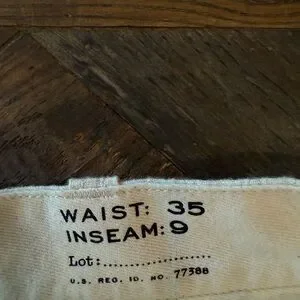 WAIST: 35
INSEAM: 9
Lot:......................
U.S. REG. ID. NO. 77388